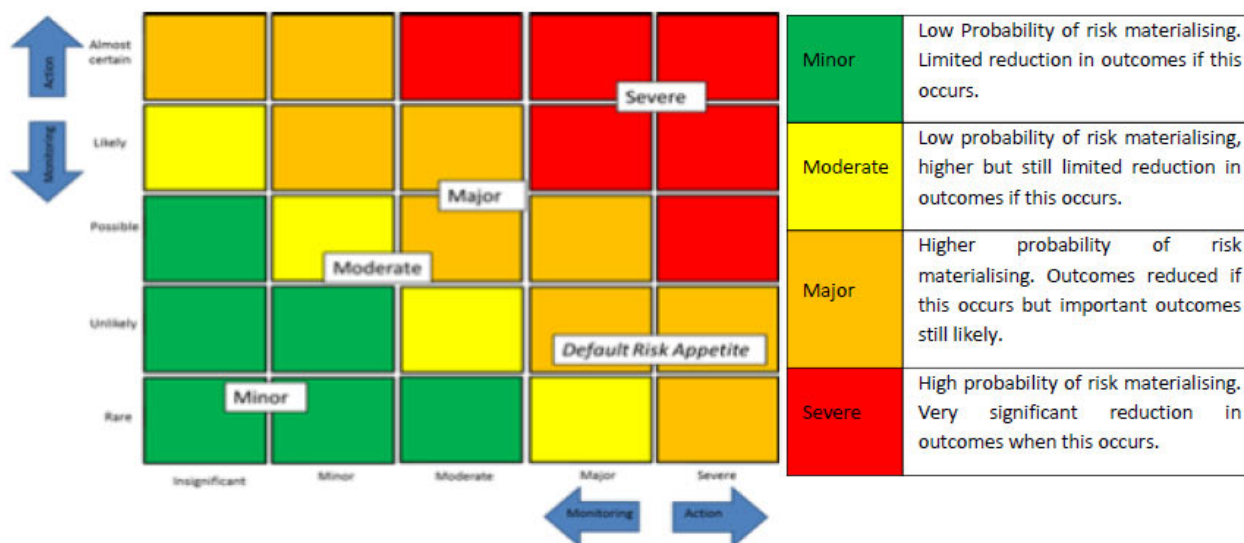 Almost
certain
Action
Severe
Likely
Monitoring
Major
Possible
Moderate
Unlikely
Default Risk Appetite
Minor
Rare
Insignificant
Minor
Moderate
Major
Severe
Monitoring
Action
Minor
Low Probability of risk materialising.
Limited reduction in outcomes if this
occurs.
Moderate
Low probability of risk materialising,
higher but still limited reduction in
outcomes if this occurs.
Major
Higher probability of risk
materialising. Outcomes reduced if
this occurs but important outcomes
still likely.
Severe
High probability of risk materialising.
Very significant reduction in
outcomes when this occurs.